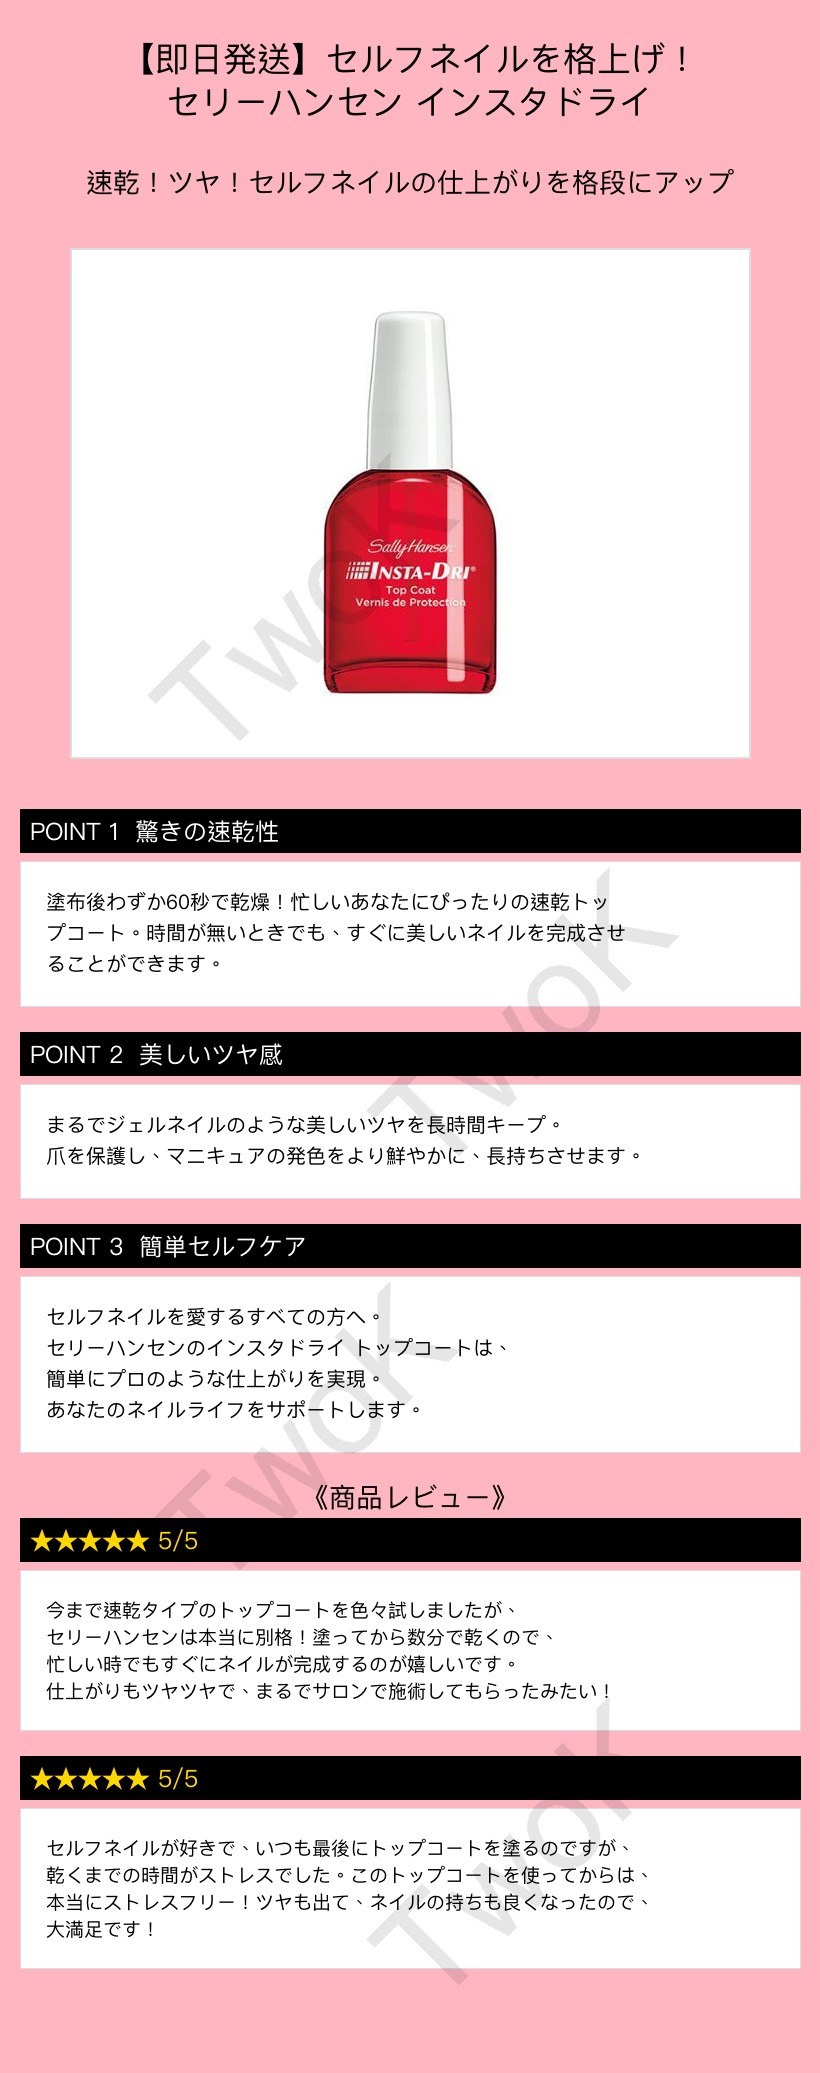 【即日発送】セルフネイルを格上げ！
セリーハンセン インスタドライ
速乾！ツヤ！セルフネイルの仕上がりを格段にアップ
Sally Hansen
INSTA-DRI®
Top Coat
Vernis de Protection
TwoK
POINT 1 驚きの速乾性
塗布後わずか60秒で乾燥！忙しいあなたにぴったりの速乾トッ
プコート。時間が無いときでも、すぐに美しいネイルを完成させ
ることができます。
TwoK
POINT 2 美しいツヤ感
まるでジェルネイルのような美しいツヤを長時間キープ。
爪を保護し、マニキュアの発色をより鮮やかに、長持ちさせます。
POINT 3 簡単セルフケア
セルフネイルを愛するすべての方へ。
セリーハンセンのインスタドライ トップコートは、
簡単にプロのような仕上がりを実現。
あなたのネイルライフをサポートします。
TwoK
《商品レビュー》
★★★★★ 5/5
今まで速乾タイプのトップコートを色々試しましたが、
セリーハンセンは本当に別格！塗ってから数分で乾くので、
忙しい時でもすぐにネイルが完成するのが嬉しいです。
仕上がりもツヤツヤで、まるでサロンで施術してもらったみたい！
★★★★★ 5/5
セルフネイルが好きで、いつも最後にトップコートを塗るのですが、
乾くまでの時間がストレスでした。このトップコートを使ってからは、
本当にストレスフリー！ツヤも出て、ネイルの持ちも良くなったので、
大満足です！
TwoK